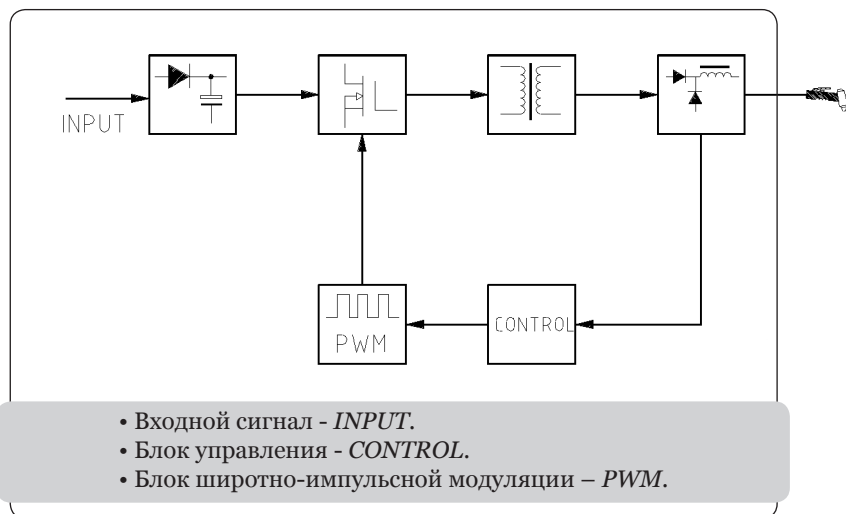 INPUT
PWM
CONTROL
• Входной сигнал - INPUT.
• Блок управления - CONTROL.
• Блок широтно-импульсной модуляции – PWM.